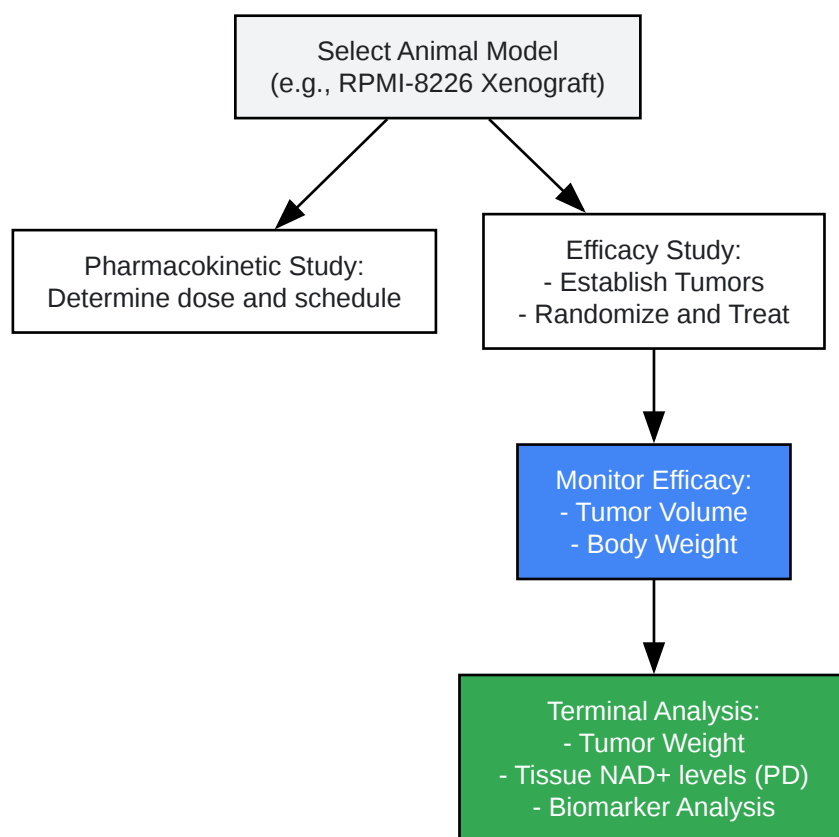 Select Animal Model
(e.g., RPMI-8226 Xenograft)
Pharmacokinetic Study:
Determine dose and schedule
Efficacy Study:
- Establish Tumors
- Randomize and Treat
Monitor Efficacy:
- Tumor Volume
- Body Weight
Terminal Analysis:
- Tumor Weight
- Tissue NAD+ levels (PD)
- Biomarker Analysis